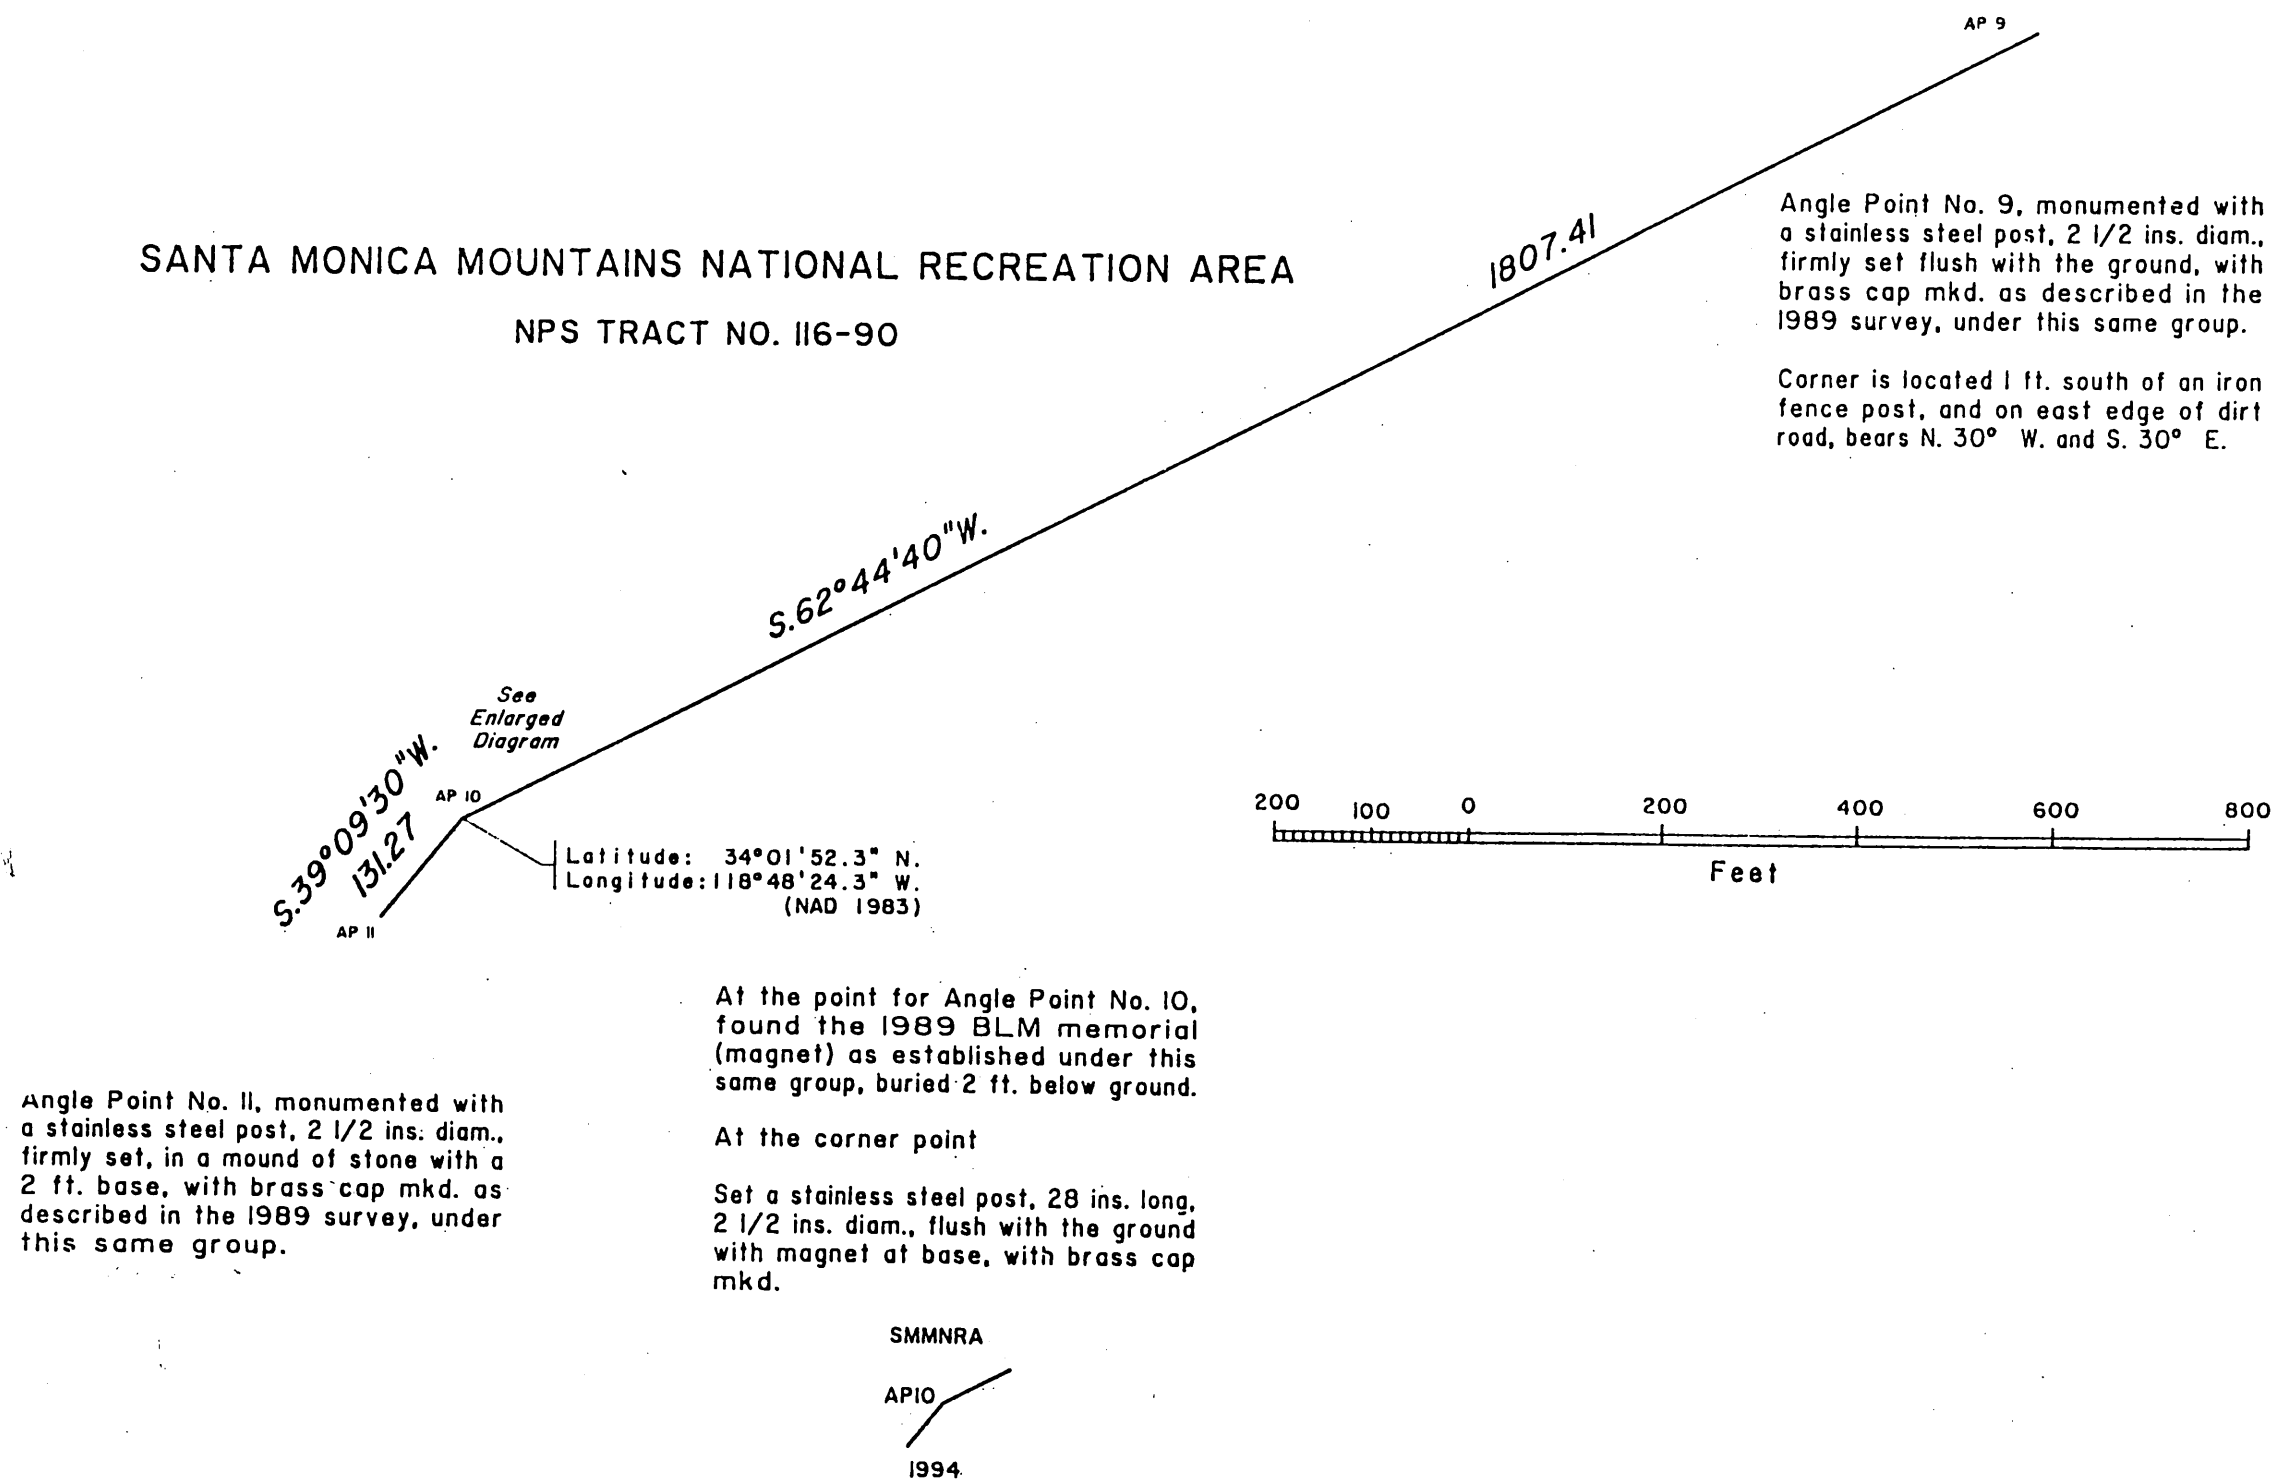 AP 9
SANTA MONICA MOUNTAINS NATIONAL RECREATION AREA
NPS TRACT NO. 116-90
1807.41
Angle Point No. 9, monumented with
a stainless steel post, 2 1/2 ins. diam.,
firmly set flush with the ground, with
brass cap mkd. as described in the
1989 survey, under this same group.
Corner is located 1 ft. south of an iron
fence post, and on east edge of dirt
road, bears N. 30° W. and S. 30° E.
S.62°44'40"W.
See
Enlarged
Diagram
S.39°09'30"W.
131.27
AP 10
AP 11
Latitude: 34°01'52.3" N.
Longitude:118°48'24.3" W.
(NAD 1983)
200 100 0 200 400 600 800
Feet
At the point for Angle Point No. 10,
found the 1989 BLM memorial
(magnet) as established under this
same group, buried 2 ft. below ground.
At the corner point
Set a stainless steel post, 28 ins. long,
2 1/2 ins. diam., flush with the ground
with magnet at base, with brass cap
mkd.
Angle Point No. 11, monumented with
a stainless steel post, 2 1/2 ins. diam.,
firmly set, in a mound of stone with a
2 ft. base, with brass cap mkd. as
described in the 1989 survey, under
this same group.
SMMNRA
AP10
1994